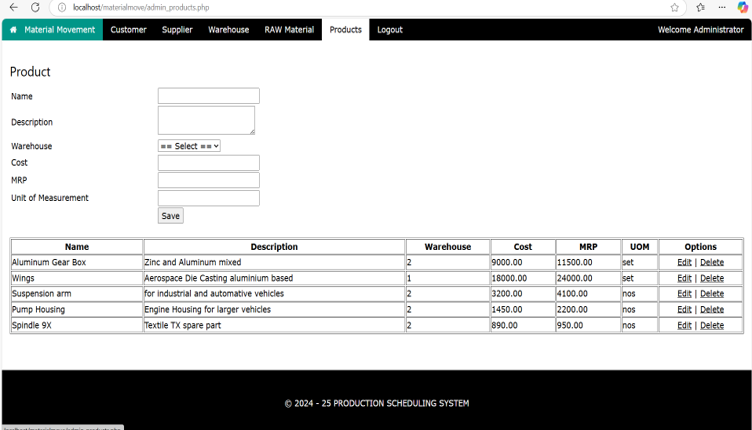 localhost/materialmove/admin_products.php
Material Movement Customer Supplier Warehouse RAW Material Products Logout Welcome Administrator
Product
Name
Description
Warehouse == Select ==
Cost
MRP
Unit of Measurement
Save
Name Description Warehouse Cost MRP UOM Options
Aluminum Gear Box Zinc and Aluminum mixed 2 9000.00 11500.00 set Edit | Delete
Wings Aerospace Die Casting aluminium based 1 18000.00 24000.00 set Edit | Delete
Suspension arm for industrial and automative vehicles 2 3200.00 4100.00 nos Edit | Delete
Pump Housing Engine Housing for larger vehicles 2 1450.00 2200.00 nos Edit | Delete
Spindle 9X Textile TX spare part 2 890.00 950.00 nos Edit | Delete
© 2024 - 25 PRODUCTION SCHEDULING SYSTEM